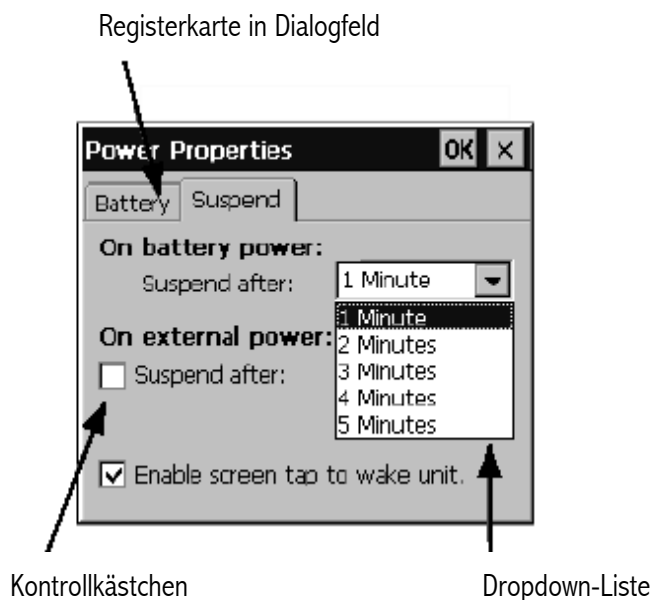 Registerkarte in Dialogfeld
Power Properties OK ×
Battery Suspend
On battery power:
Suspend after: 1 Minute
1 Minute
On external power: 2 Minutes
Suspend after: 3 Minutes
4 Minutes
5 Minutes
Enable screen tap to wake unit.
Kontrollkästchen Dropdown-Liste